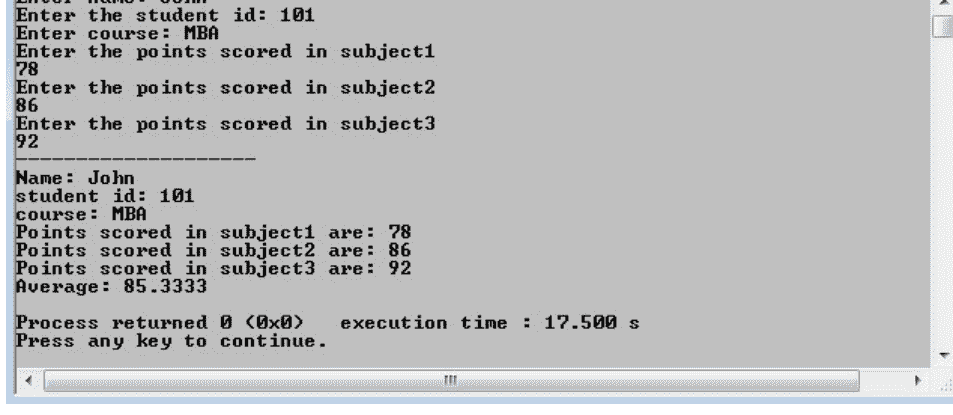 Enter name: John
Enter the student id: 101
Enter course: MBA
Enter the points scored in subject1
78
Enter the points scored in subject2
86
Enter the points scored in subject3
92
---------------------
Name: John
student id: 101
course: MBA
Points scored in subject1 are: 78
Points scored in subject2 are: 86
Points scored in subject3 are: 92
Average: 85.3333
Process returned 0 (0x0)   execution time : 17.500 s
Press any key to continue.